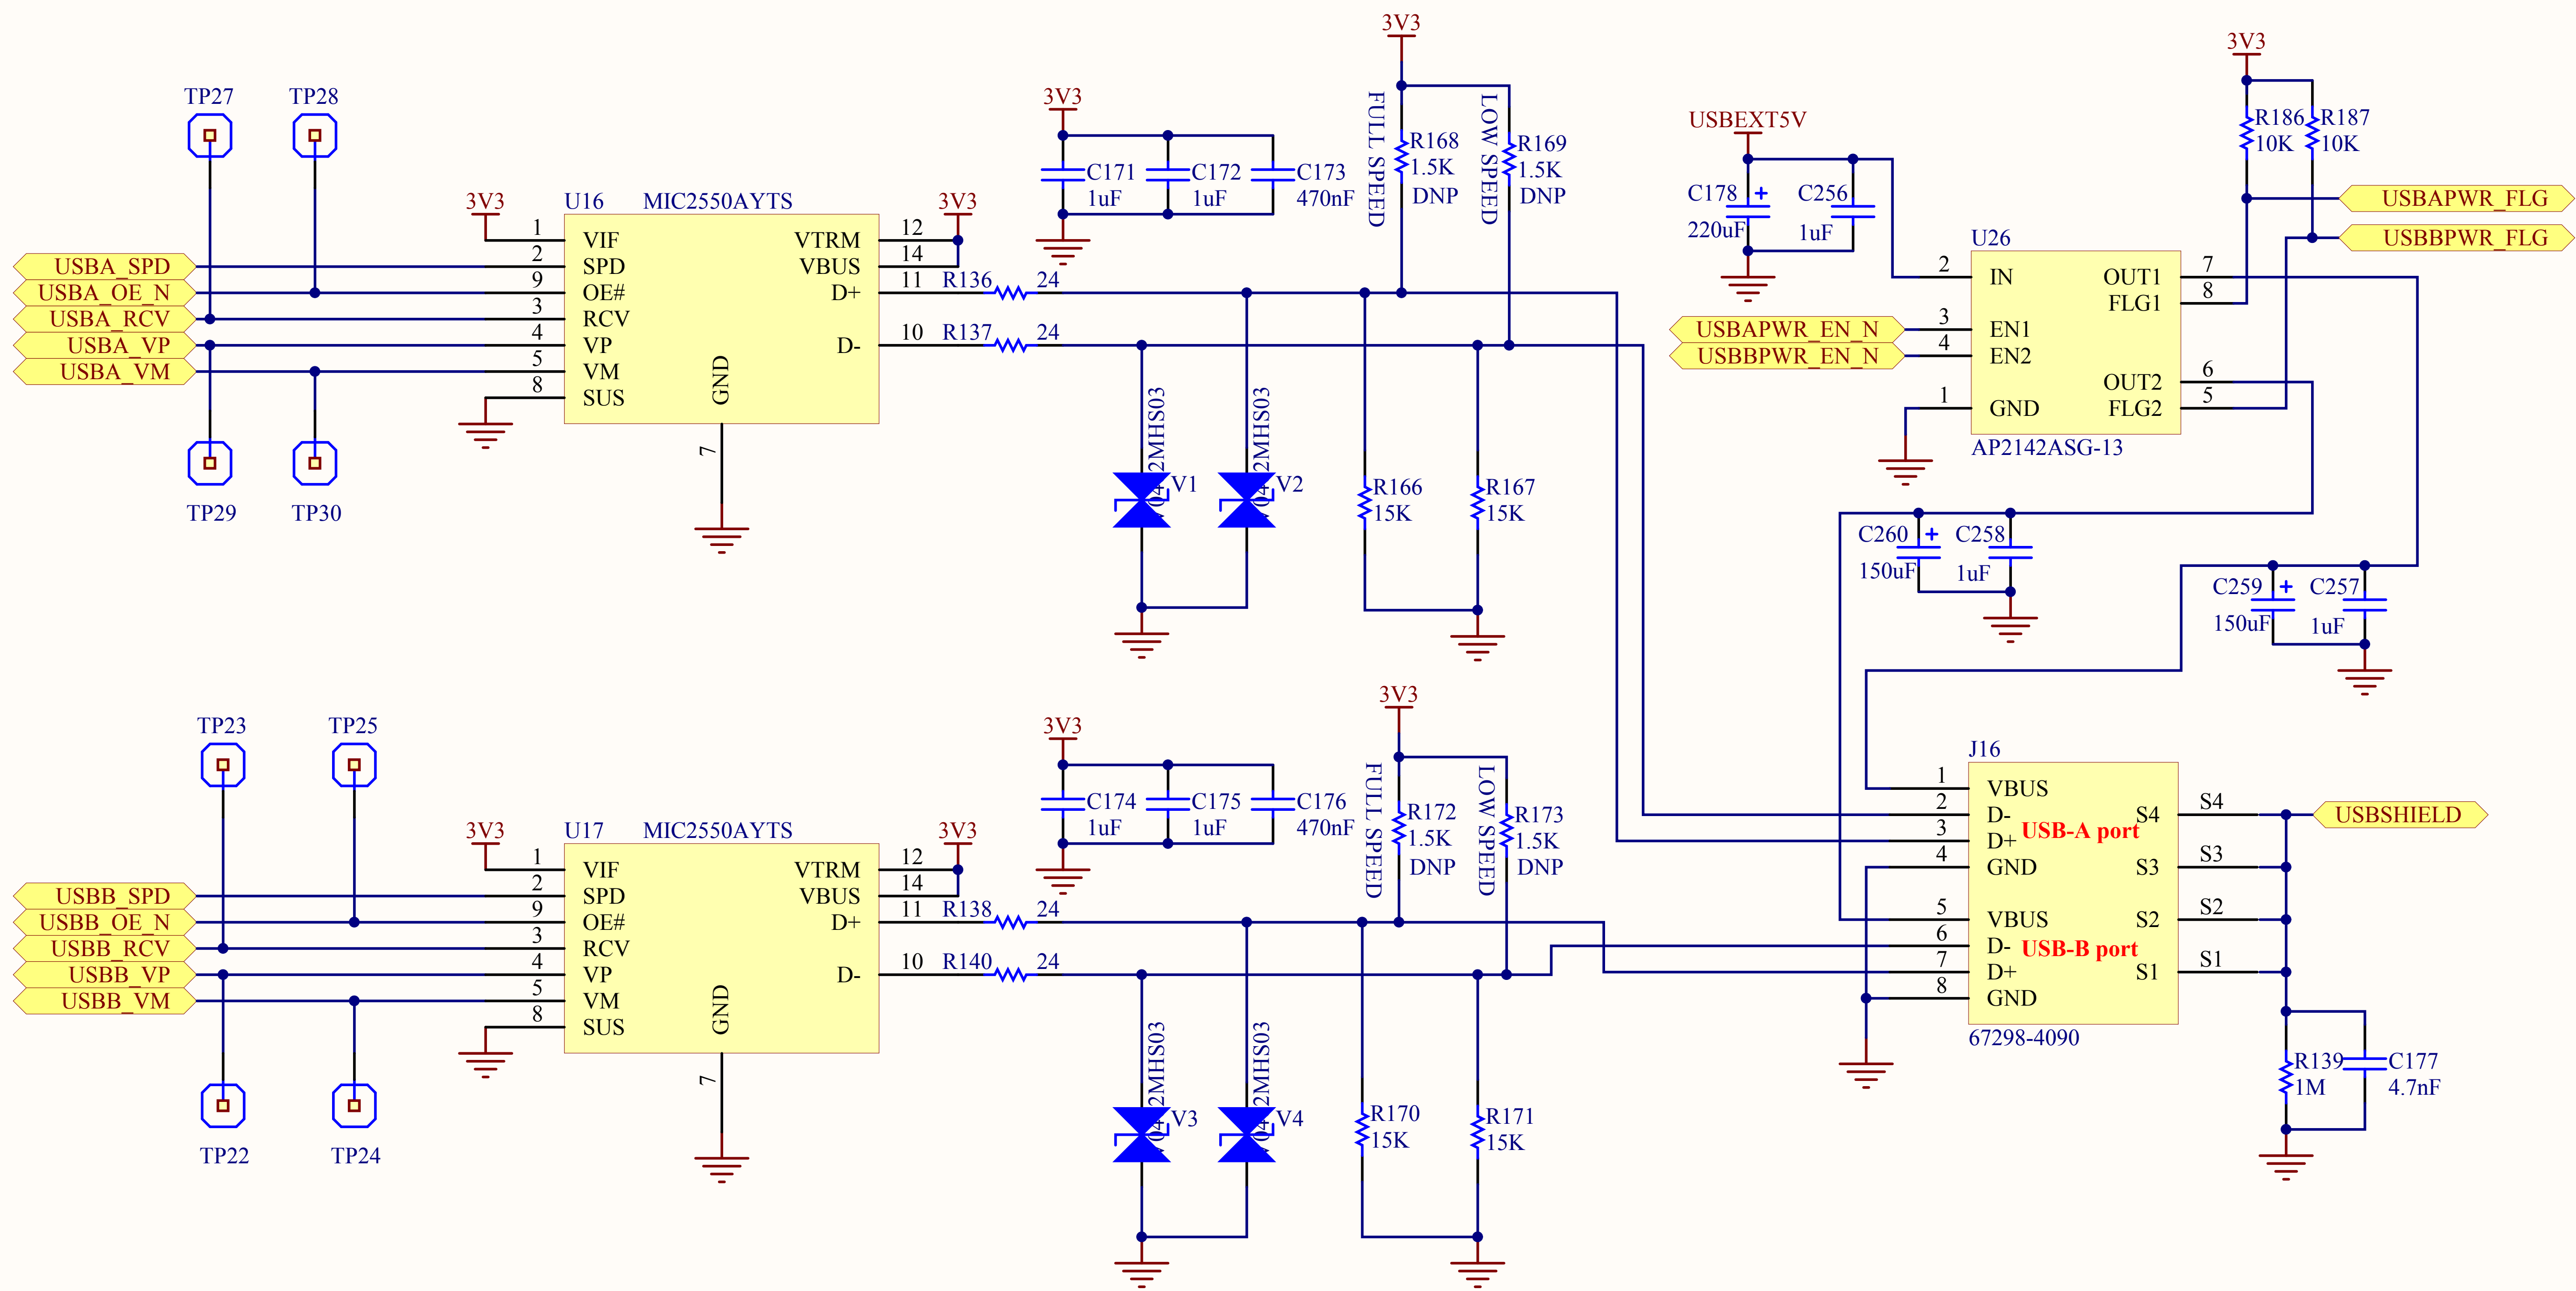 TP27
TP28
TP29
TP30
USBA_SPD
USBA_OE_N
USBA_RCV
USBA_VP
USBA_VM
3V3
U16 MIC2550AYTS
3V3
1 VIF
2 SPD
9 OE#
3 RCV
4 VP
5 VM
8 SUS
GND
7
VTRM 12
VBUS 14
D+ 11
D- 10
R136 24
R137 24
3V3
C171
1uF
C172
1uF
C173
470nF
3V3
FULL SPEED
R168
1.5K
DNP
LOW SPEED
R169
1.5K
DNP
2MHS03
V1
2MHS03
V2
R166
15K
R167
15K
USBEXT5V
C178 +
220uF
C256
1uF
3V3
R186
10K
R187
10K
USBAPWR_FLG
USBBPWR_FLG
U26
2 IN
USBAPWR_EN_N
USBBPWR_EN_N
3 EN1
4 EN2
1 GND
OUT1 7
FLG1 8
OUT2 6
FLG2 5
AP2142ASG-13
C260 +
150uF
C258
1uF
C259 +
150uF
C257
1uF
TP23
TP25
TP22
TP24
USBB_SPD
USBB_OE_N
USBB_RCV
USBB_VP
USBB_VM
3V3
U17 MIC2550AYTS
3V3
1 VIF
2 SPD
9 OE#
3 RCV
4 VP
5 VM
8 SUS
GND
7
VTRM 12
VBUS 14
D+ 11
D- 10
R138 24
R140 24
3V3
C174
1uF
C175
1uF
C176
470nF
3V3
FULL SPEED
R172
1.5K
DNP
LOW SPEED
R173
1.5K
DNP
2MHS03
V3
2MHS03
V4
R170
15K
R171
15K
J16
1 VBUS
2 D-
3 D+
4 GND
USB-A port
5 VBUS
6 D-
7 D+
8 GND
USB-B port
S4 S4
S3 S3
S2 S2
S1 S1
67298-4090
USBSHIELD
R139
1M
C177
4.7nF